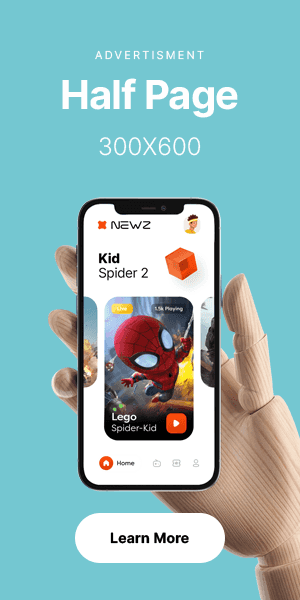 ADVERTISMENT
Half Page
300X600
NEWZ
Kid
Spider 2
Live
1.5k Playing
Lego
Spider-Kid
Home
Learn More